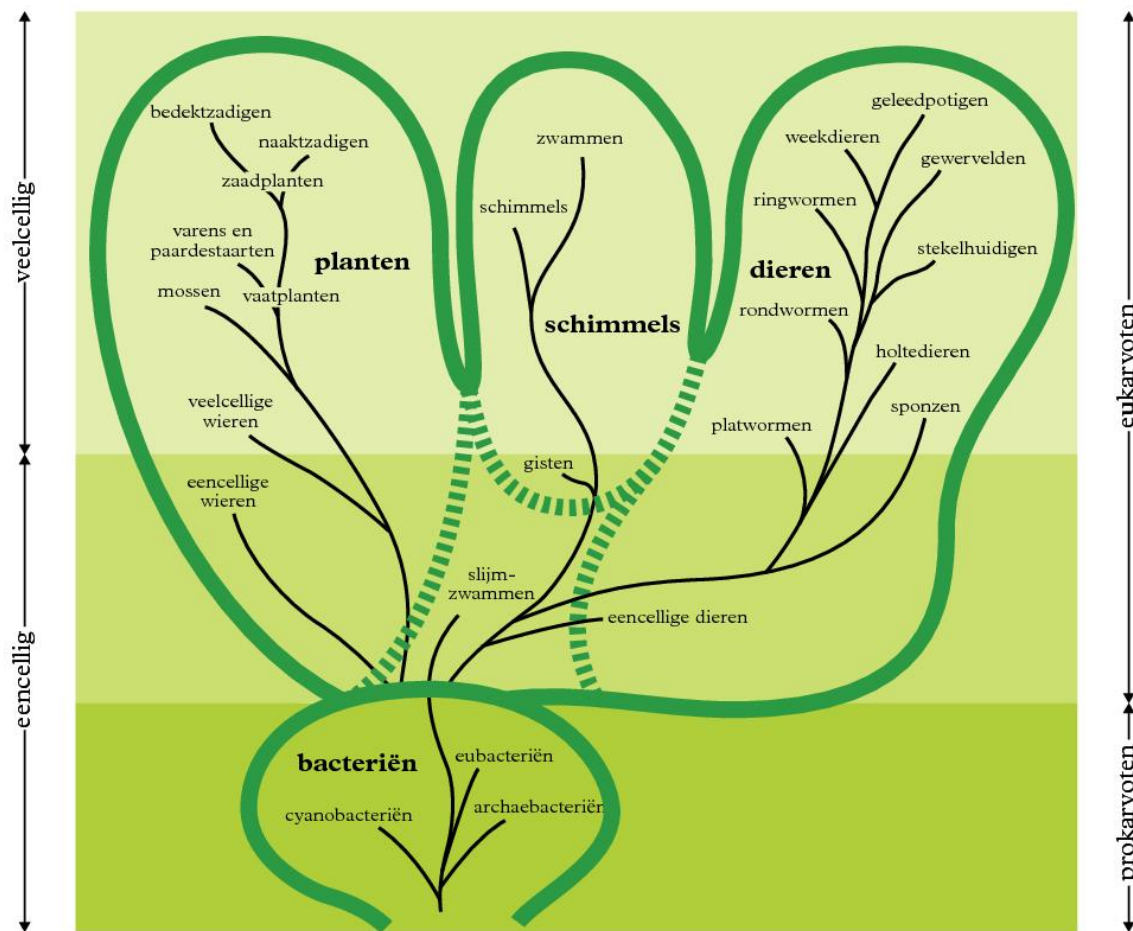 bedektzadigen
naaktzadigen
zaadplanten
varens en
paardestaarten
mossen
vaatplanten
planten
veelcellige
wieren
eencellige
wieren
zwammen
schimmels
schimmels
gisten
slijm-
zwammen
geleedpotigen
weekdieren
gewervelden
ringwormen
stekelhuidigen
dieren
rondwormen
holtedieren
sponzen
platwormen
eencellige dieren
bacteriën
eubacteriën
archaebacteriën
cyanobacteriën
veelcellig
eencellig
eukaryoten
prokaryoten